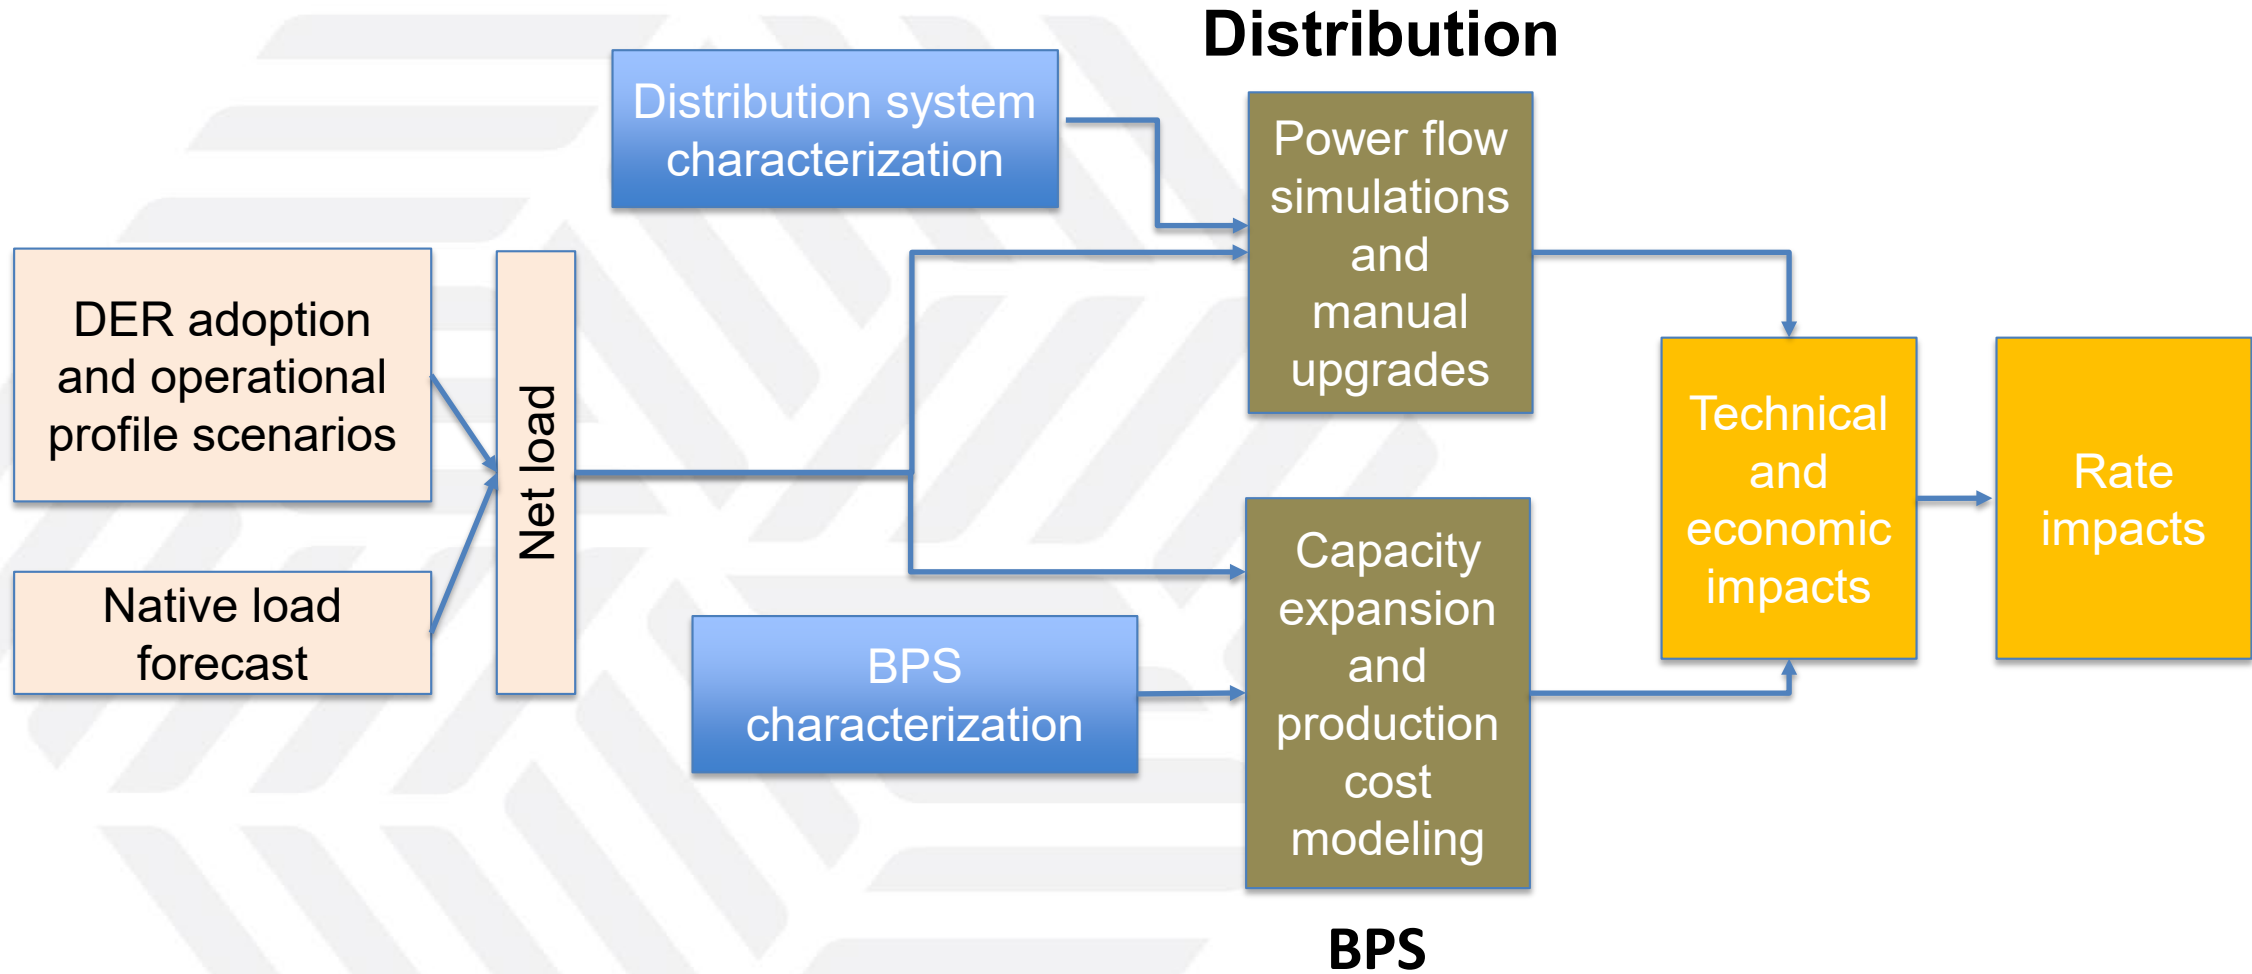 Distribution
Distribution system
characterization
Power flow
simulations
and
manual
upgrades
DER adoption
and operational
profile scenarios
Net load
Native load
forecast
BPS
characterization
Capacity
expansion
and
production
cost
modeling
Technical
and
economic
impacts
Rate
impacts
BPS